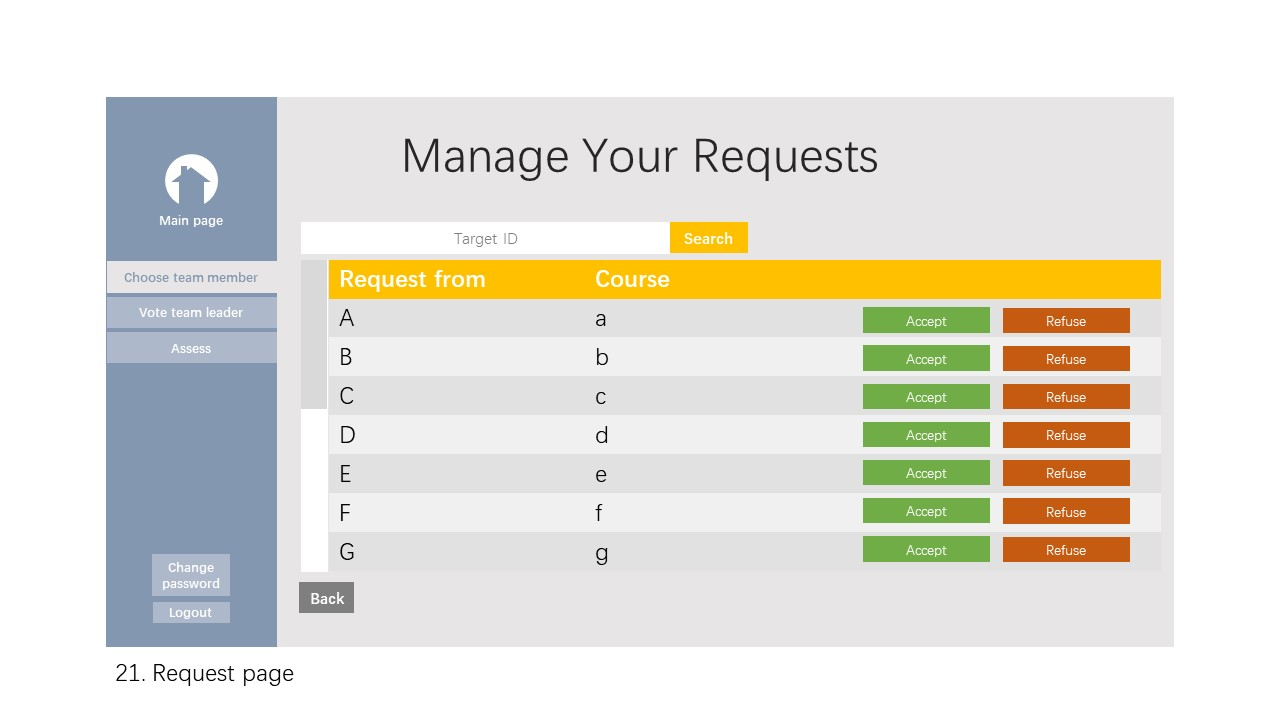 Manage Your Requests
Main page
Choose team member
Vote team leader
Assess
Change
password
Logout
Target ID Search
Request from Course
A a Accept Refuse
B b Accept Refuse
C c Accept Refuse
D d Accept Refuse
E e Accept Refuse
F f Accept Refuse
G g Accept Refuse
Back
21. Request page